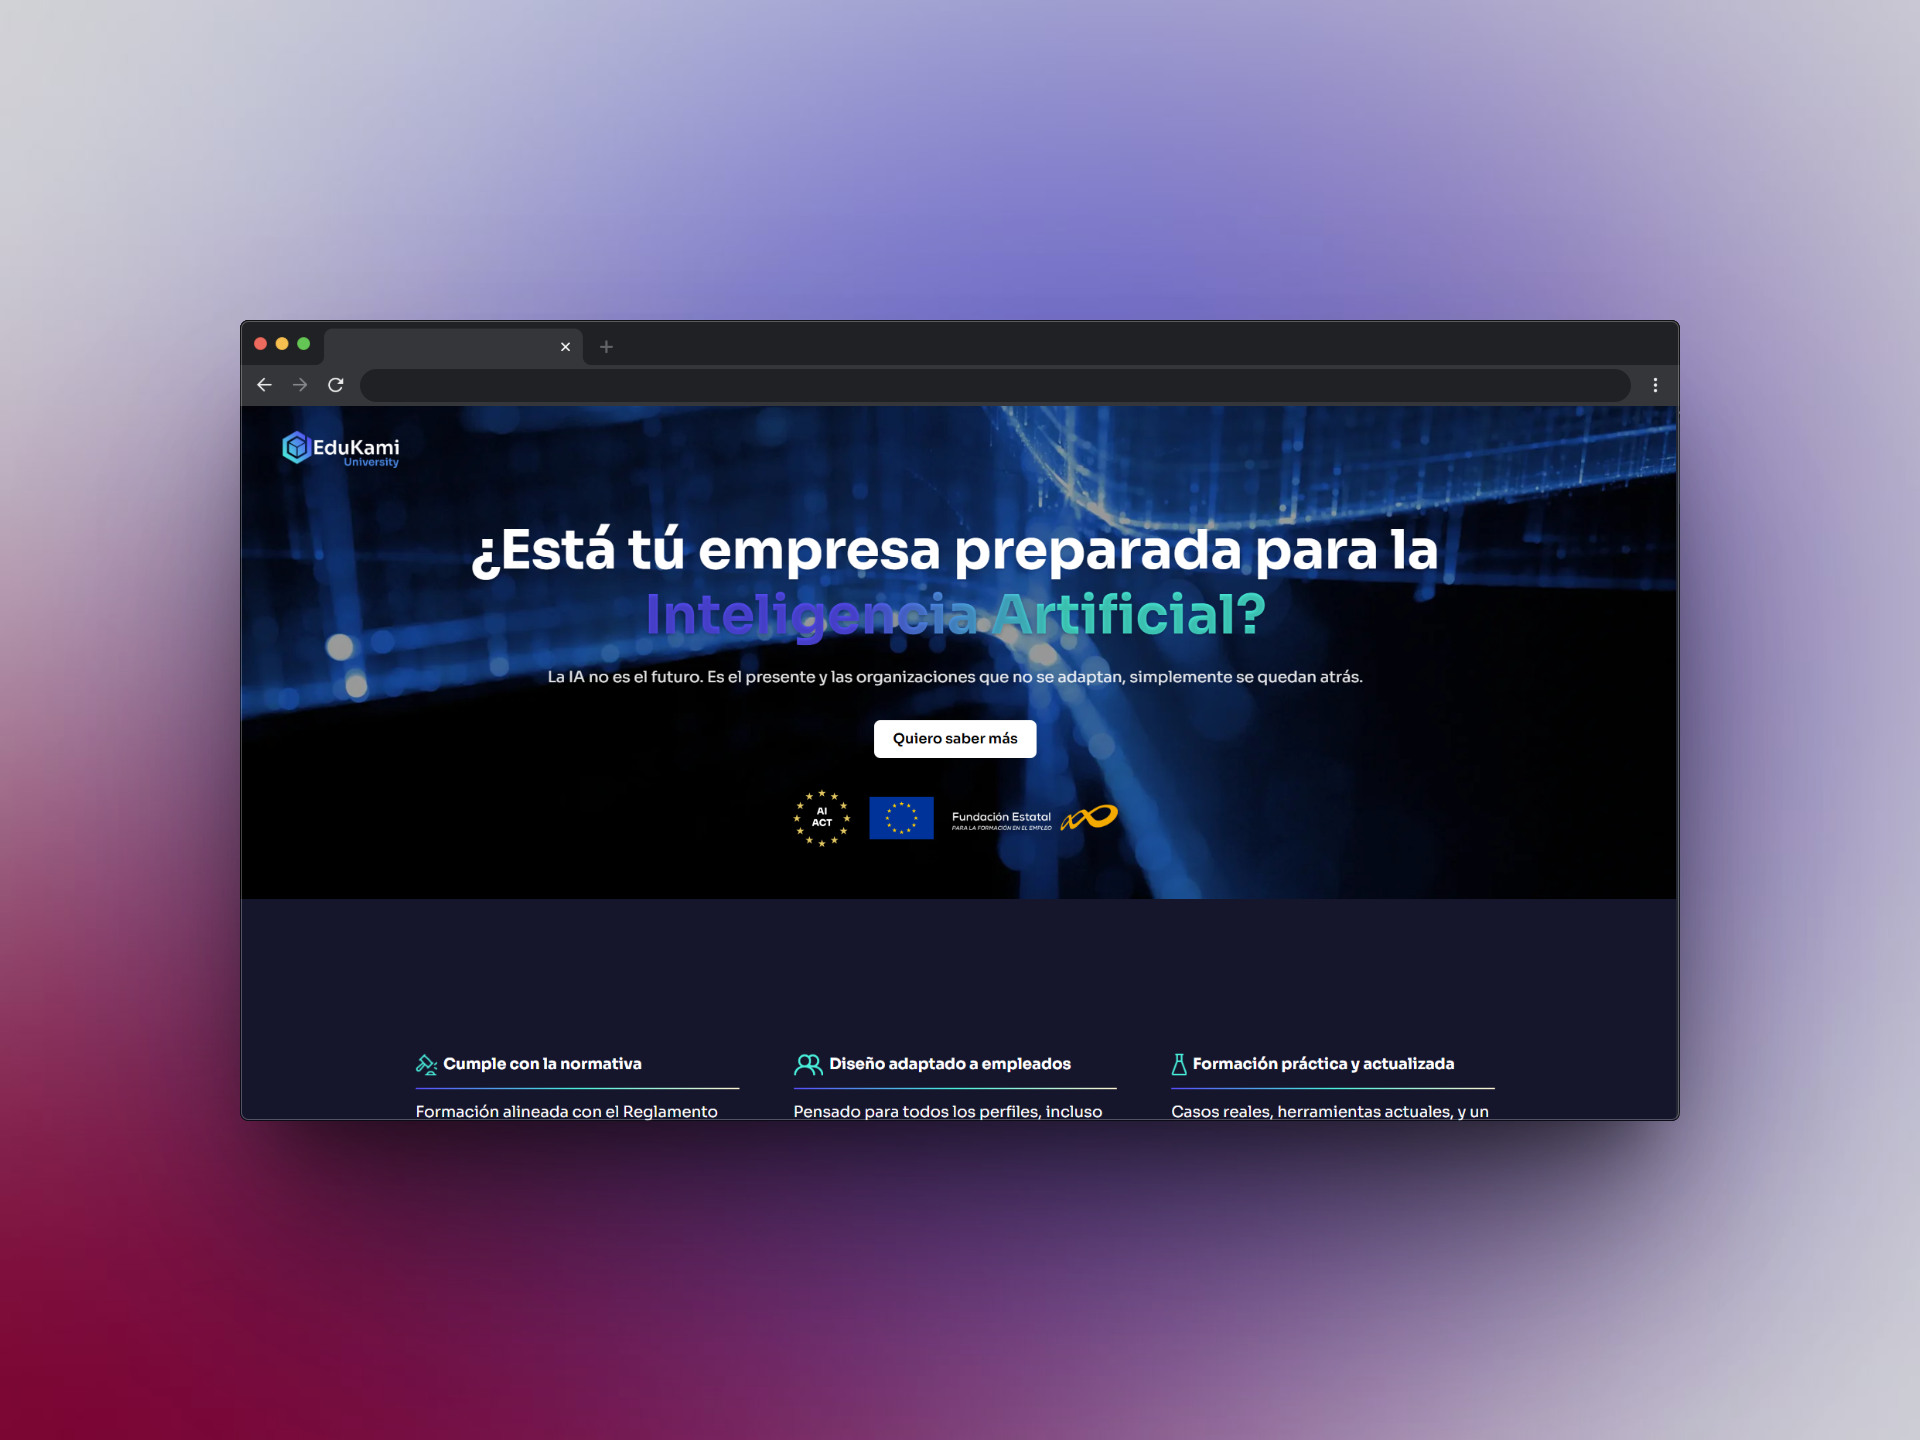 EduKami
University
¿Está tú empresa preparada para la
Inteligencia Artificial?
La IA no es el futuro. Es el presente y las organizaciones que no se adaptan, simplemente se quedan atrás.
Quiero saber más
AI
ACT
Fundación Estatal
PARA LA FORMACIÓN EN EL EMPLEO
Cumple con la normativa
Formación alineada con el Reglamento
Diseño adaptado a empleados
Pensado para todos los perfiles, incluso
Formación práctica y actualizada
Casos reales, herramientas actuales, y un